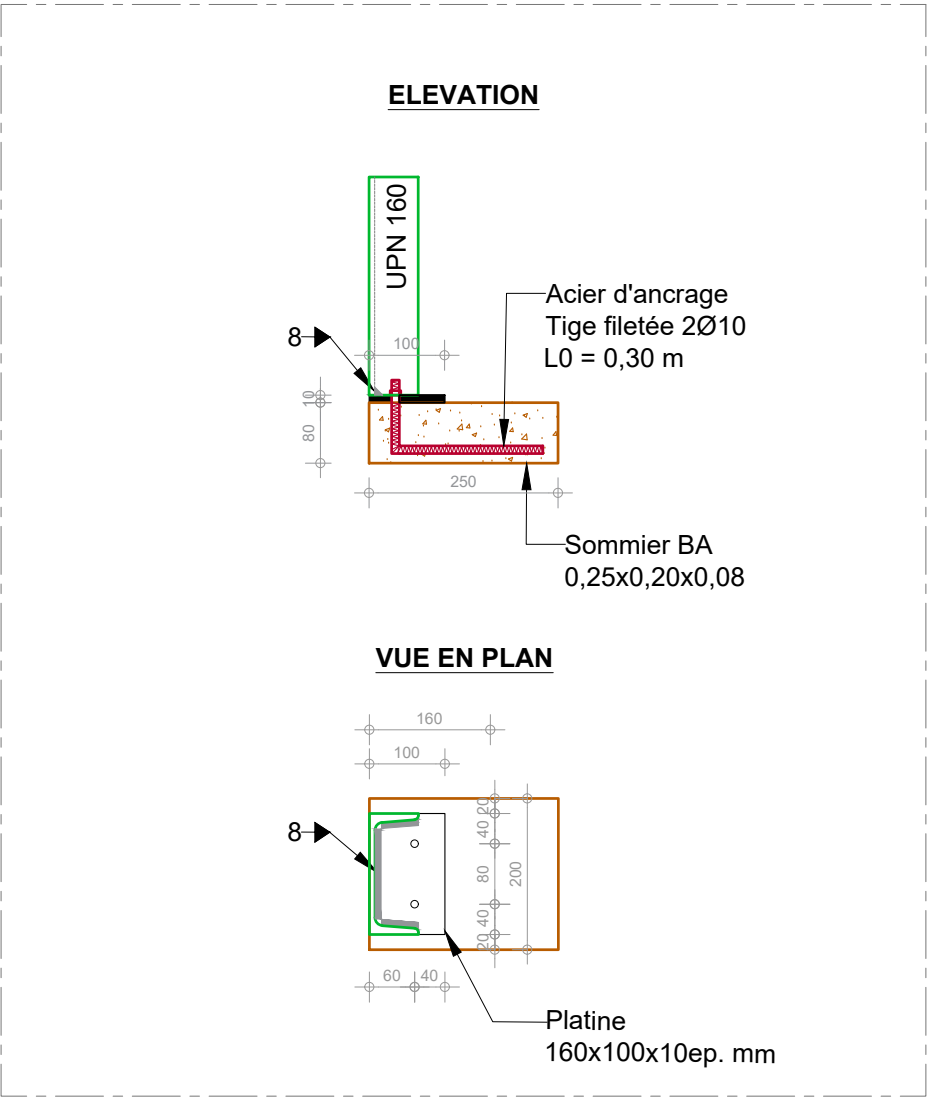 ELEVATION
UPN 160
Acier d'ancrage
Tige filetée 2Ø10
L0 = 0,30 m
8
100
10
80
250
Sommier BA
0,25x0,20x0,08
VUE EN PLAN
160
100
20
40
8
80
200
40
20
60
40
Platine
160x100x10ep. mm